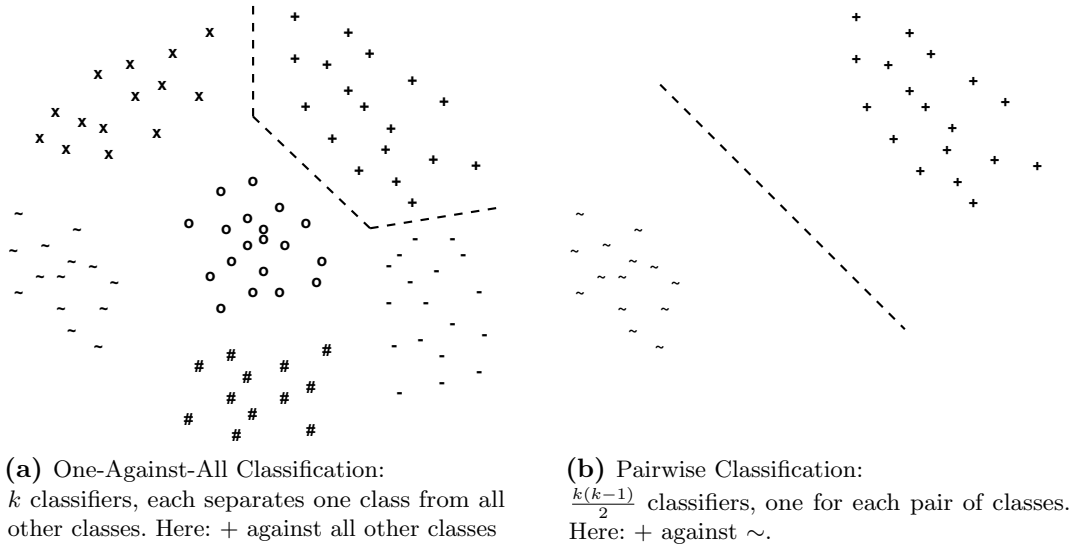 (a) One-Against-All Classification:
k classifiers, each separates one class from all
other classes. Here: + against all other classes
(b) Pairwise Classification:
k(k−1)/2 classifiers, one for each pair of classes.
Here: + against ∼.